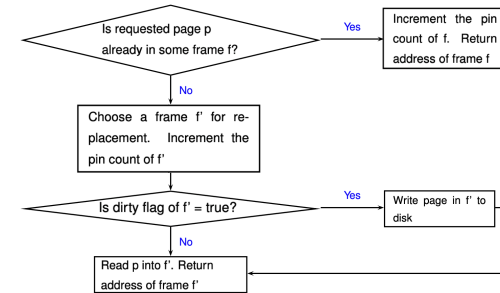 Is requested page p
already in some frame f?
Yes
Increment the pin
count of f. Return
address of frame f
No
Choose a frame f' for re-
placement. Increment the
pin count of f'
Is dirty flag of f' = true?
Yes
Write page in f' to
disk
No
Read p into f'. Return
address of frame f'